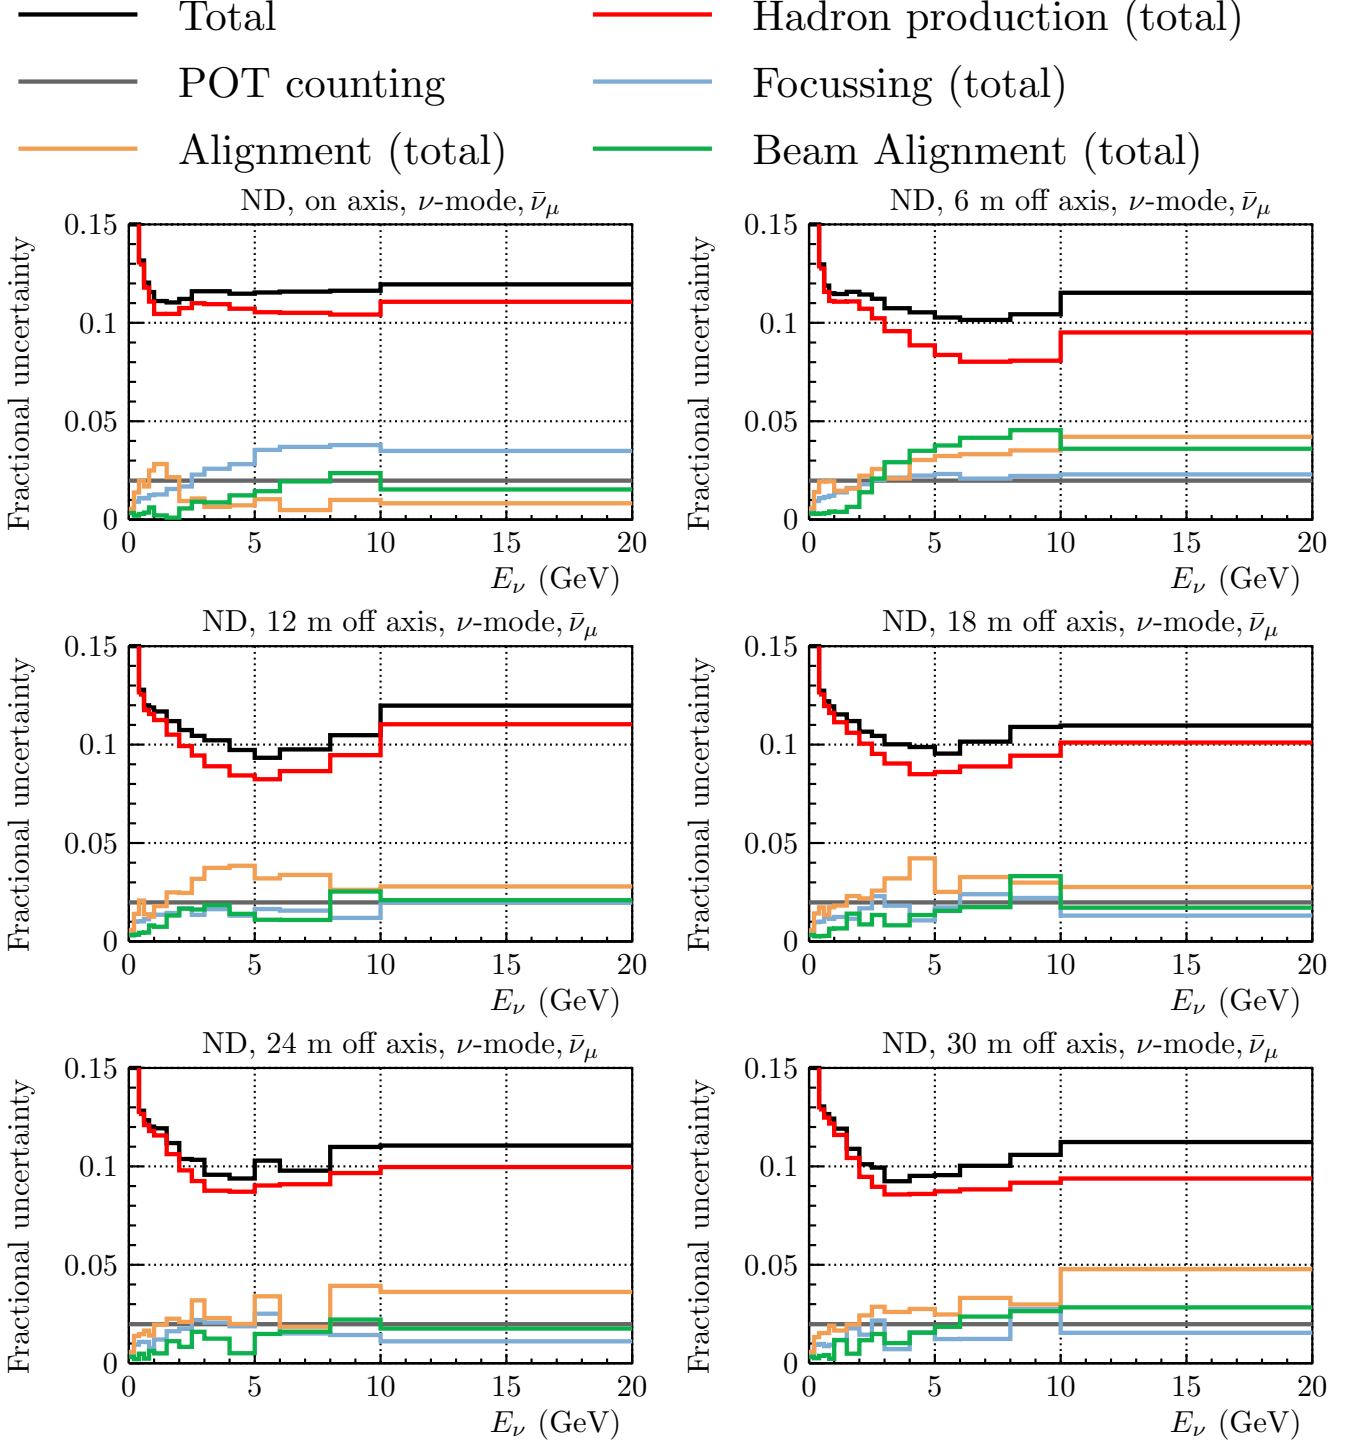 Total Hadron production (total)
POT counting Focussing (total)
Alignment (total) Beam Alignment (total)
ND, on axis, ν-mode, ν̄μ
Fractional uncertainty
0.15
0.1
0.05
0
0 5 10 15 20
Eν (GeV)
ND, 6 m off axis, ν-mode, ν̄μ
Fractional uncertainty
0.15
0.1
0.05
0
0 5 10 15 20
Eν (GeV)
ND, 12 m off axis, ν-mode, ν̄μ
Fractional uncertainty
0.15
0.1
0.05
0
0 5 10 15 20
Eν (GeV)
ND, 18 m off axis, ν-mode, ν̄μ
Fractional uncertainty
0.15
0.1
0.05
0
0 5 10 15 20
Eν (GeV)
ND, 24 m off axis, ν-mode, ν̄μ
Fractional uncertainty
0.15
0.1
0.05
0
0 5 10 15 20
Eν (GeV)
ND, 30 m off axis, ν-mode, ν̄μ
Fractional uncertainty
0.15
0.1
0.05
0
0 5 10 15 20
Eν (GeV)